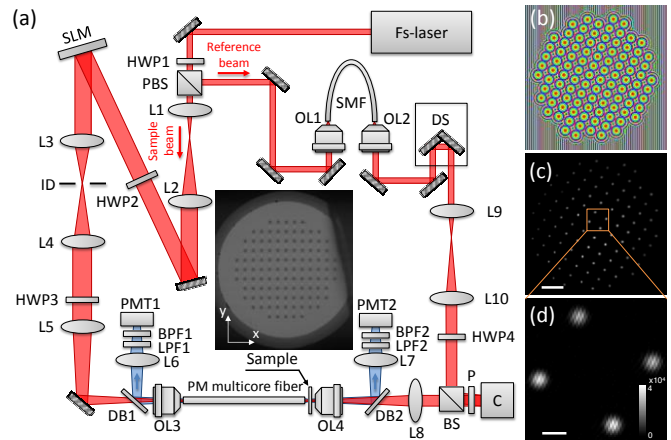 (a)
SLM
HWP1
PBS
Reference
beam
Fs-laser
L1
Sample
beam
OL1
SMF
OL2
DS
L3
ID
HWP2
L2
L9
L4
HWP3
L5
PMT1
BPF1
LPF1
L6
y
x
PMT2
BPF2
LPF2
L7
L10
HWP4
Sample
PM multicore fiber
DB1
OL3
OL4
DB2
L8
BS
P
C
(b)
(c)
(d)
4
x10⁴
0